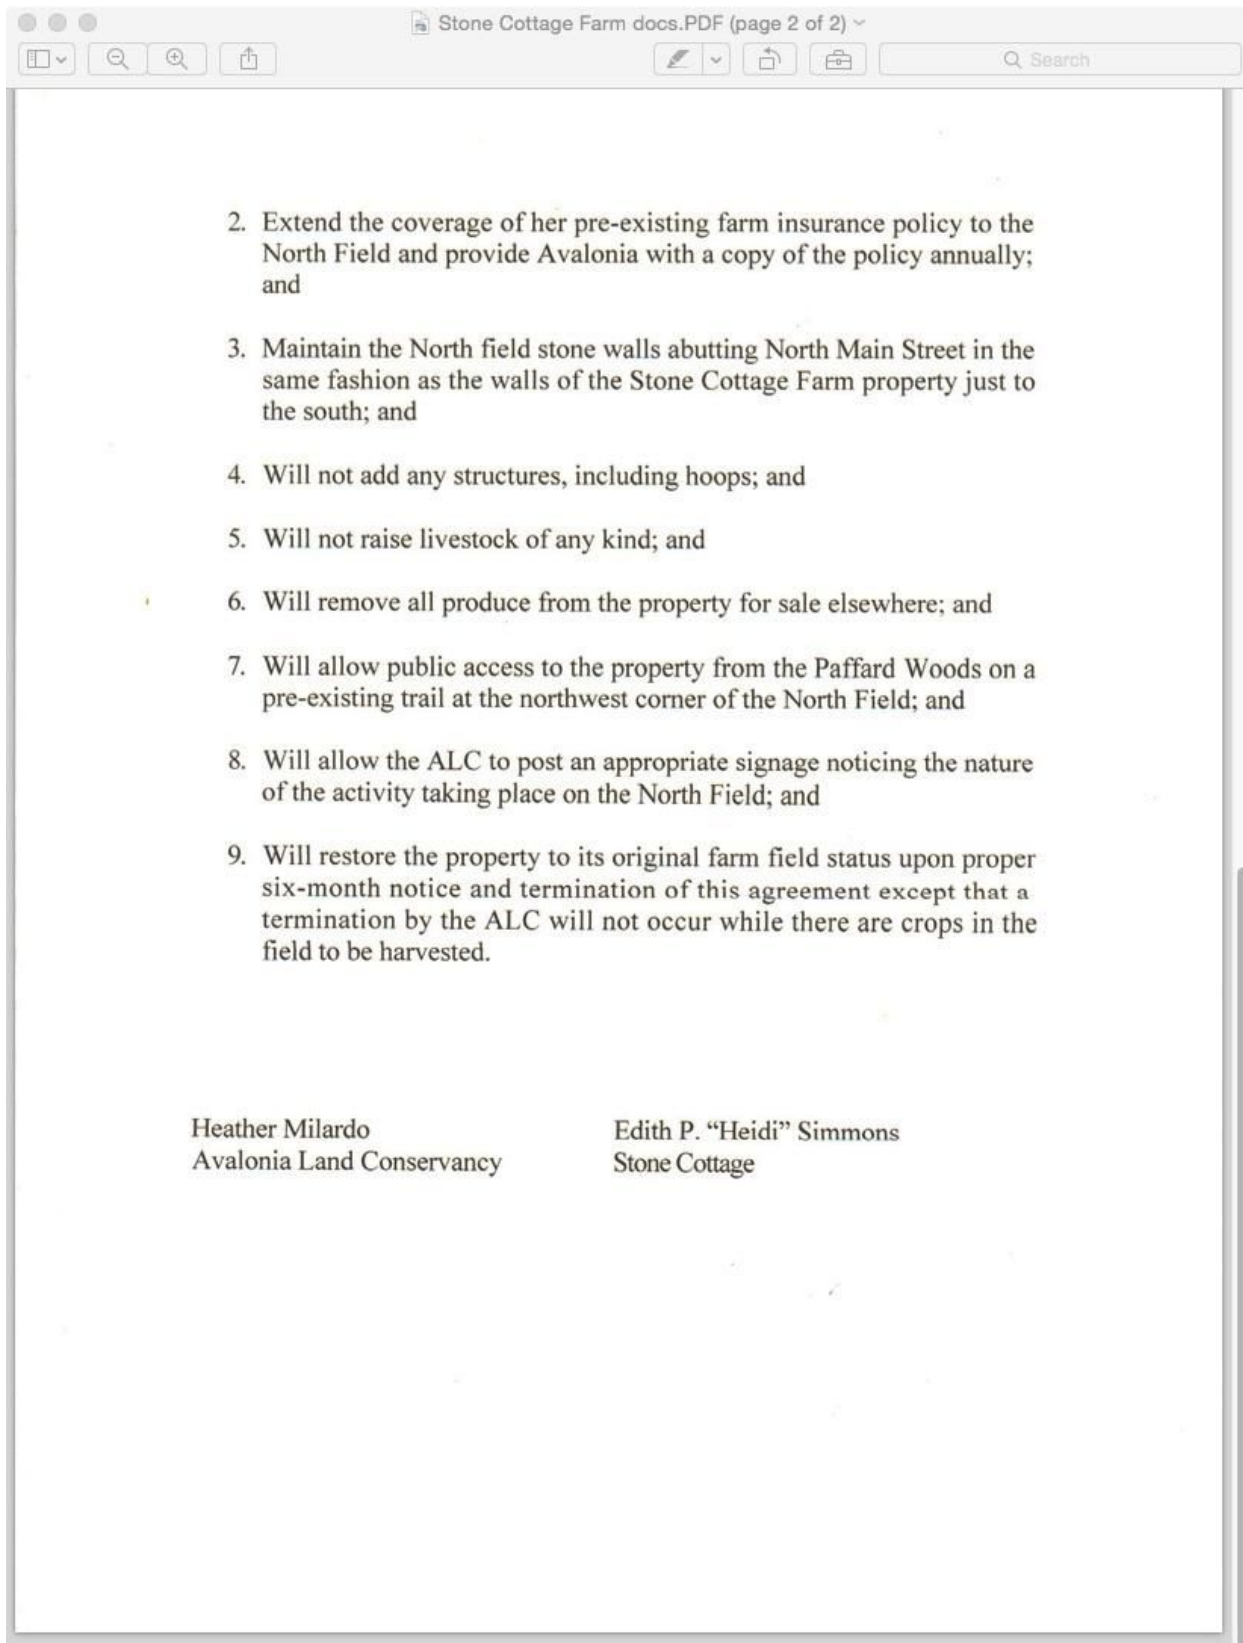 Stone Cottage Farm docs.PDF (page 2 of 2)
Search
2. Extend the coverage of her pre-existing farm insurance policy to the
North Field and provide Avalonia with a copy of the policy annually;
and
3. Maintain the North field stone walls abutting North Main Street in the
same fashion as the walls of the Stone Cottage Farm property just to
the south; and
4. Will not add any structures, including hoops; and
5. Will not raise livestock of any kind; and
6. Will remove all produce from the property for sale elsewhere; and
7. Will allow public access to the property from the Paffard Woods on a
pre-existing trail at the northwest corner of the North Field; and
8. Will allow the ALC to post an appropriate signage noticing the nature
of the activity taking place on the North Field; and
9. Will restore the property to its original farm field status upon proper
six-month notice and termination of this agreement except that a
termination by the ALC will not occur while there are crops in the
field to be harvested.
Heather Milardo
Avalonia Land Conservancy
Edith P. “Heidi” Simmons
Stone Cottage